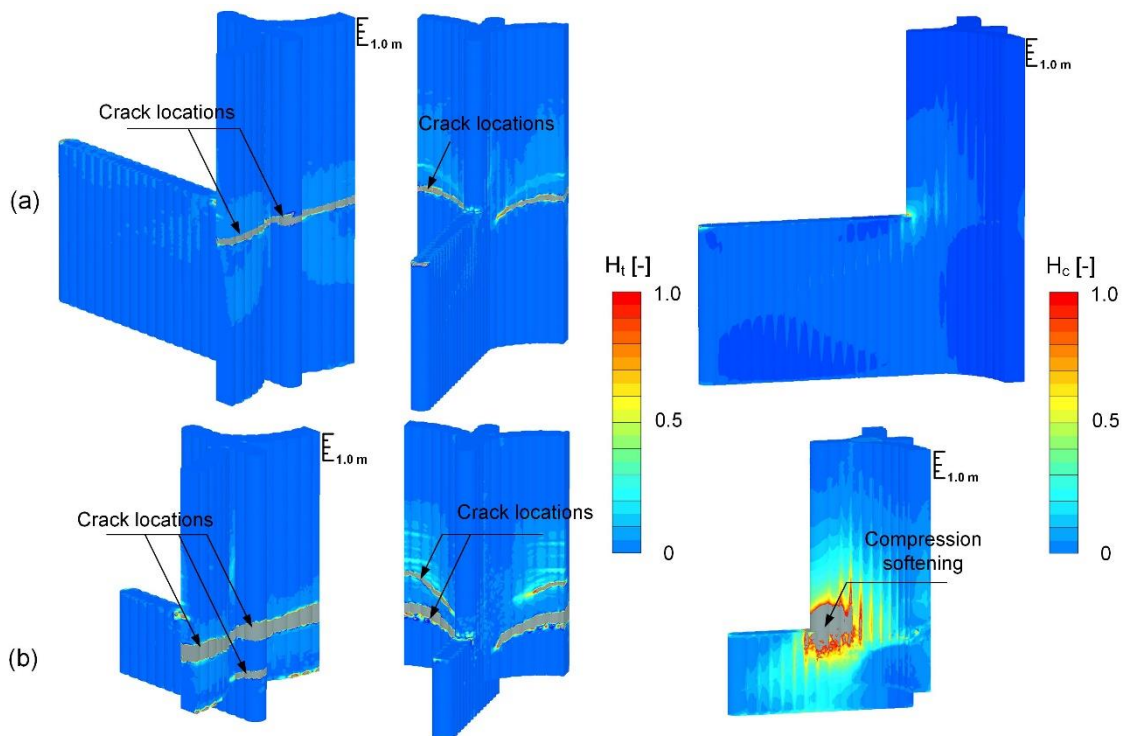 1.0 m
1.0 m
Crack locations
Crack locations
(a)
Ht [-]
Hc [-]
1.0
1.0
0.5
0.5
0
0
1.0 m
1.0 m
Crack locations
Crack locations
Compression
softening
(b)